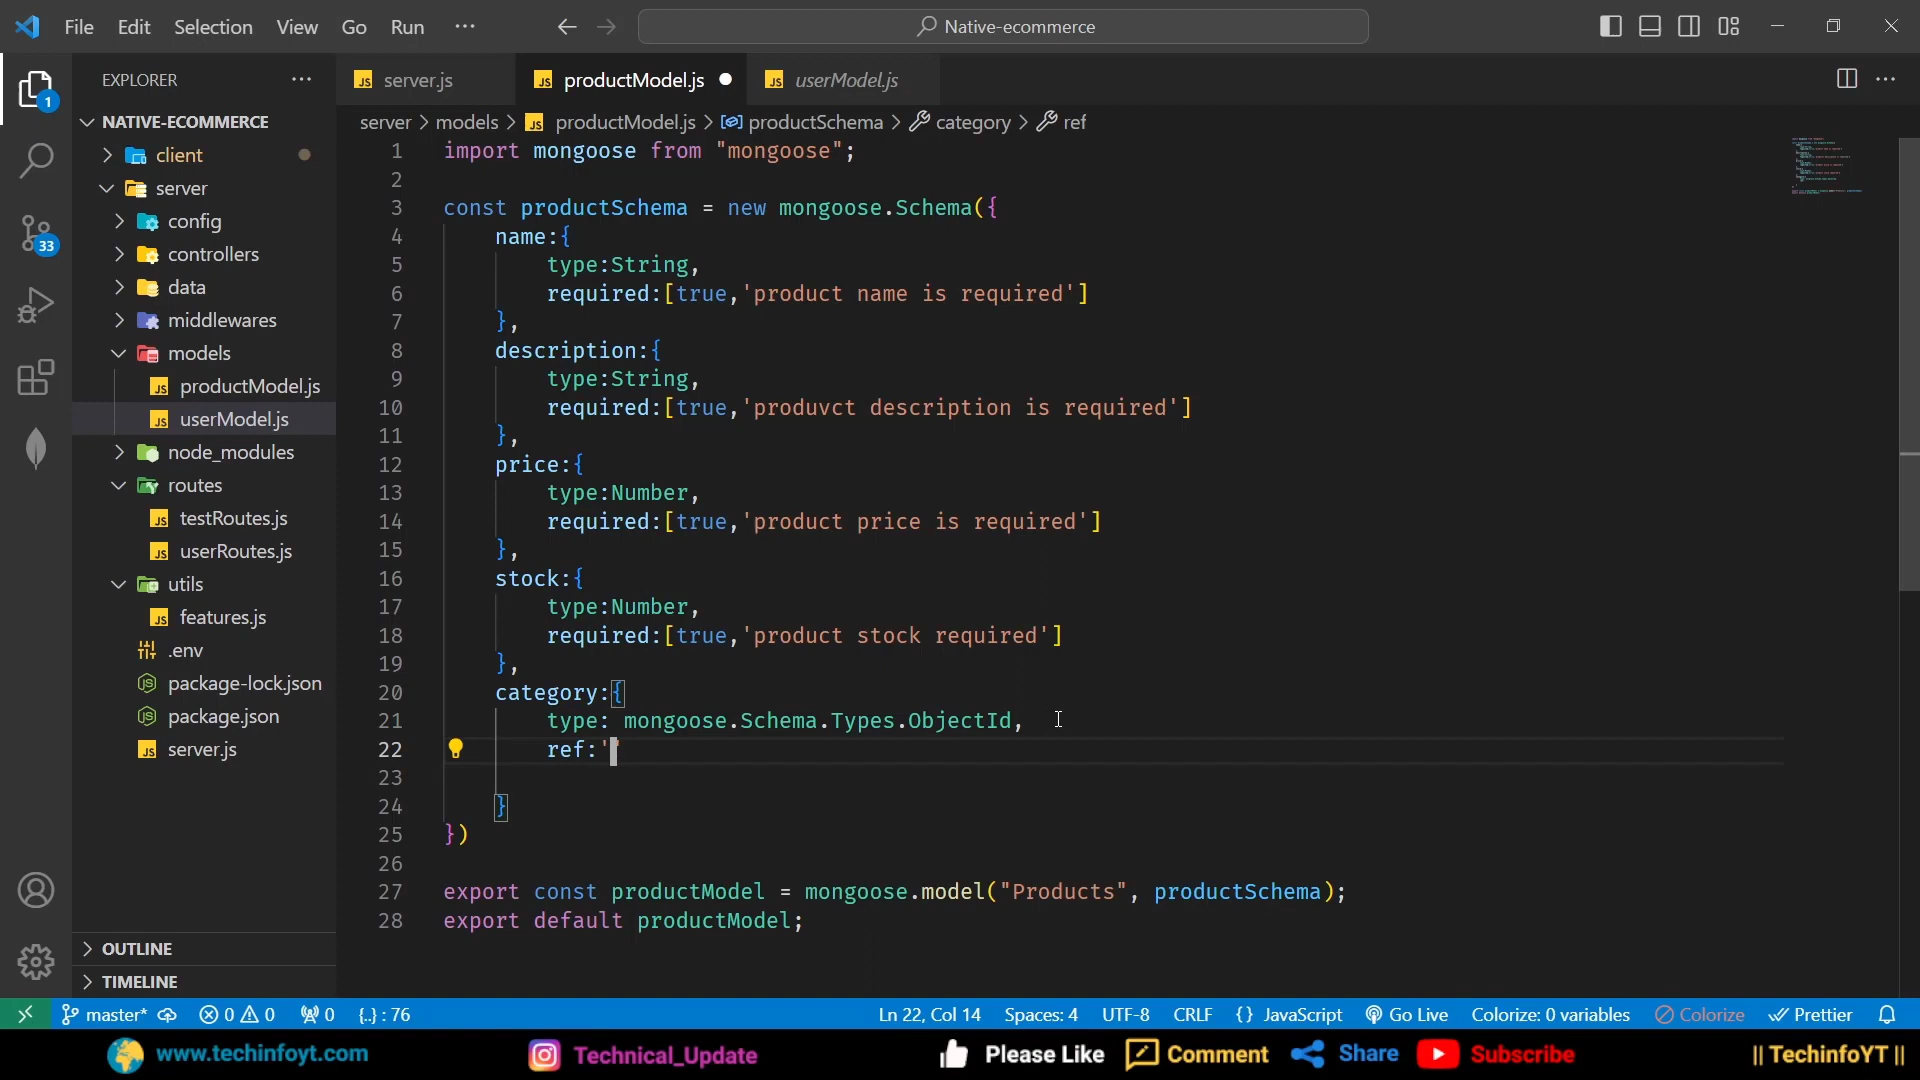 File Edit Selection View Go Run ··· Native-ecommerce
EXPLORER ···
server.js productModel.js userModel.js
server > models > productModel.js > productSchema > category > ref
NATIVE-ECOMMERCE
client
server
config
controllers
data
middlewares
models
productModel.js
userModel.js
node_modules
routes
testRoutes.js
userRoutes.js
utils
features.js
.env
package-lock.json
package.json
server.js
OUTLINE
TIMELINE
1
33
1 import mongoose from "mongoose";
2
3 const productSchema = new mongoose.Schema({
4 name:{
5 type:String,
6 required:[true,'product name is required']
7 },
8 description:{
9 type:String,
10 required:[true,'produvct description is required']
11 },
12 price:{
13 type:Number,
14 required:[true,'product price is required']
15 },
16 stock:{
17 type:Number,
18 required:[true,'product stock required']
19 },
20 category:{
21 type: mongoose.Schema.Types.ObjectId,
22 ref:''
23
24 }
25 })
26
27 export const productModel = mongoose.model("Products", productSchema);
28 export default productModel;
master* 0 0 0 {..} : 76 Ln 22, Col 14 Spaces: 4 UTF-8 CRLF {} JavaScript Go Live Colorize: 0 variables Colorize Prettier
www.techinfoyt.com Technical_Update Please Like Comment Share Subscribe || TechinfoYT ||